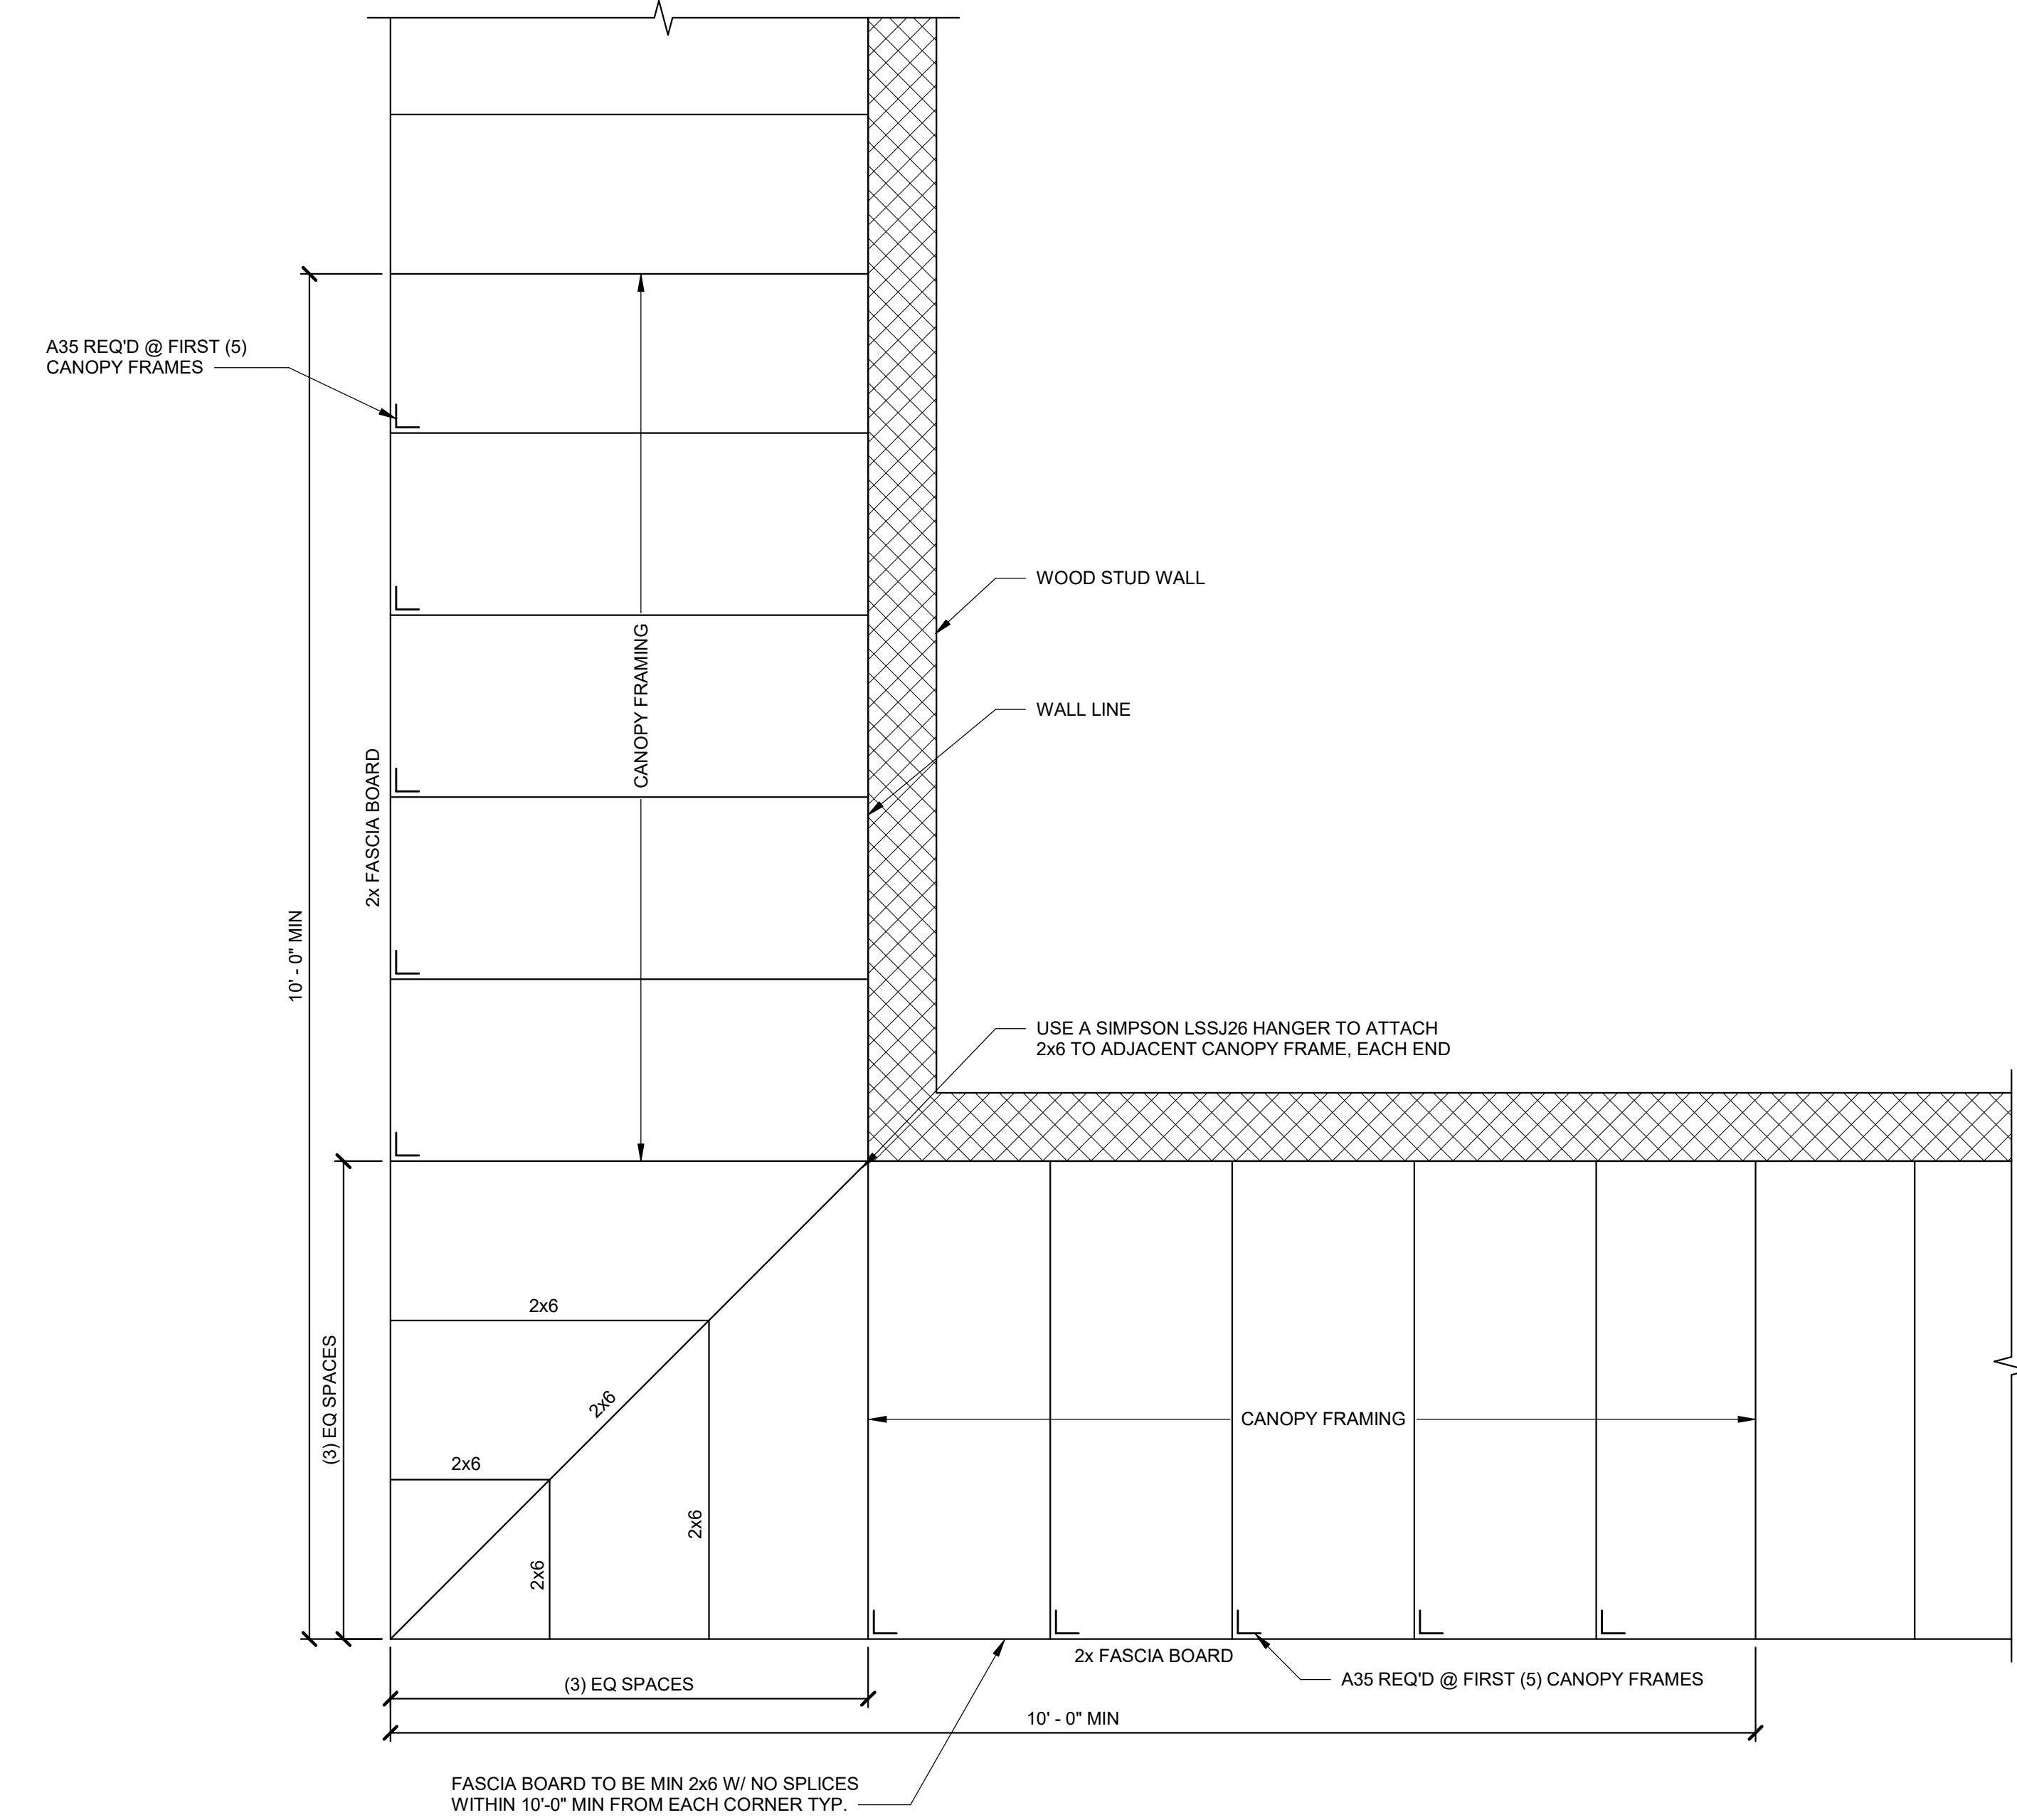 A35 REQ'D @ FIRST (5)
CANOPY FRAMES
WOOD STUD WALL
CANOPY FRAMING
WALL LINE
2x FASCIA BOARD
10' - 0" MIN
USE A SIMPSON LSSJ26 HANGER TO ATTACH
2x6 TO ADJACENT CANOPY FRAME, EACH END
2x6
(3) EQ SPACES
2x6
CANOPY FRAMING
2x6
2x6
2x6
2x FASCIA BOARD
(3) EQ SPACES
A35 REQ'D @ FIRST (5) CANOPY FRAMES
10' - 0" MIN
FASCIA BOARD TO BE MIN 2x6 W/ NO SPLICES
WITHIN 10'-0" MIN FROM EACH CORNER TYP.